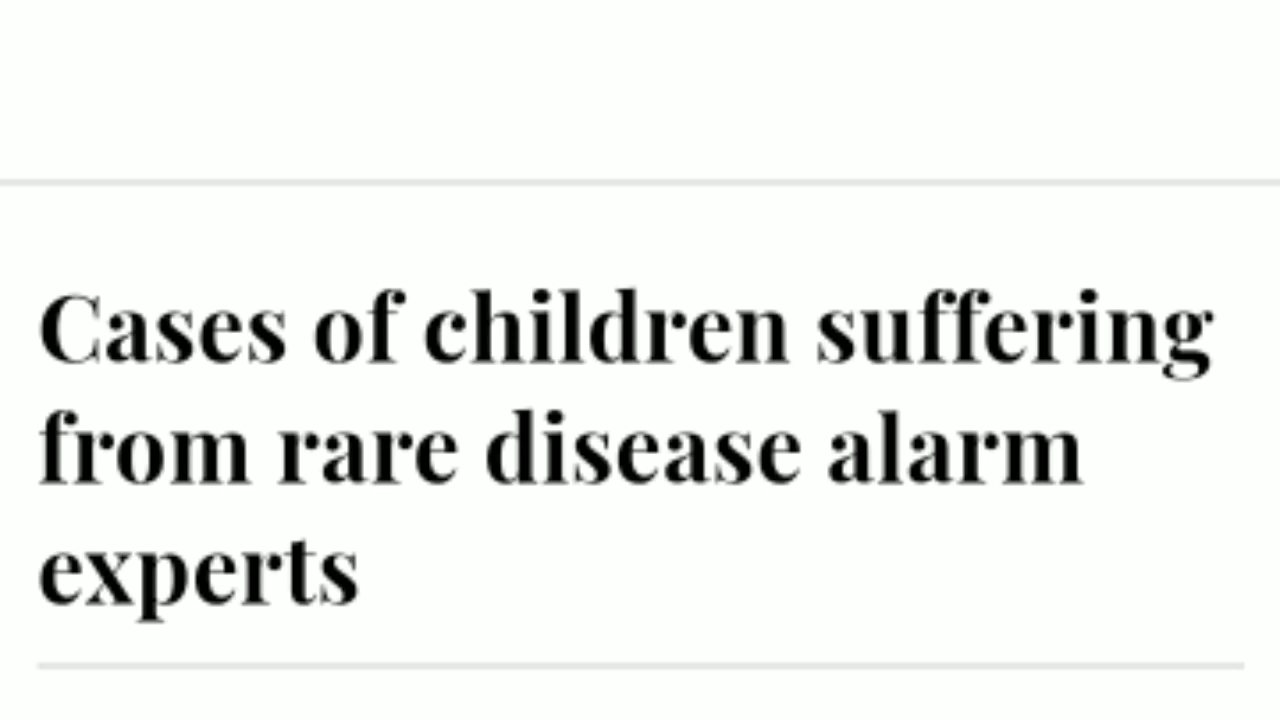 Cases of children suffering
from rare disease alarm
experts